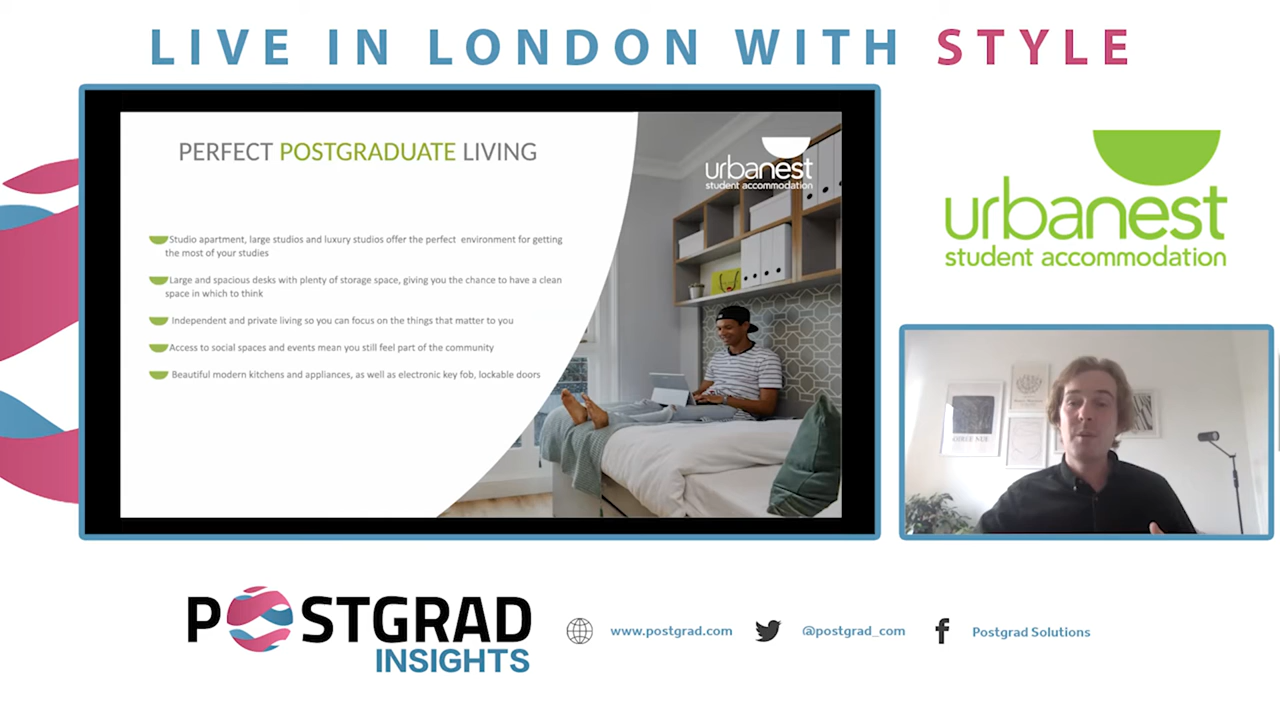 LIVE IN LONDON WITH STYLE
PERFECT POSTGRADUATE LIVING
urbanest
student accommodation
Studio apartment, large studios and luxury studios offer the perfect environment for getting
the most of your studies
Large and spacious desks with plenty of storage space, giving you the chance to have a clean
space in which to think
Independent and private living so you can focus on the things that matter to you
Access to social spaces and events mean you still feel part of the community
Beautiful modern kitchens and appliances, as well as electronic key fob, lockable doors
urbanest
student accommodation
POSTGRAD
INSIGHTS
www.postgrad.com
@postgrad_com
Postgrad Solutions